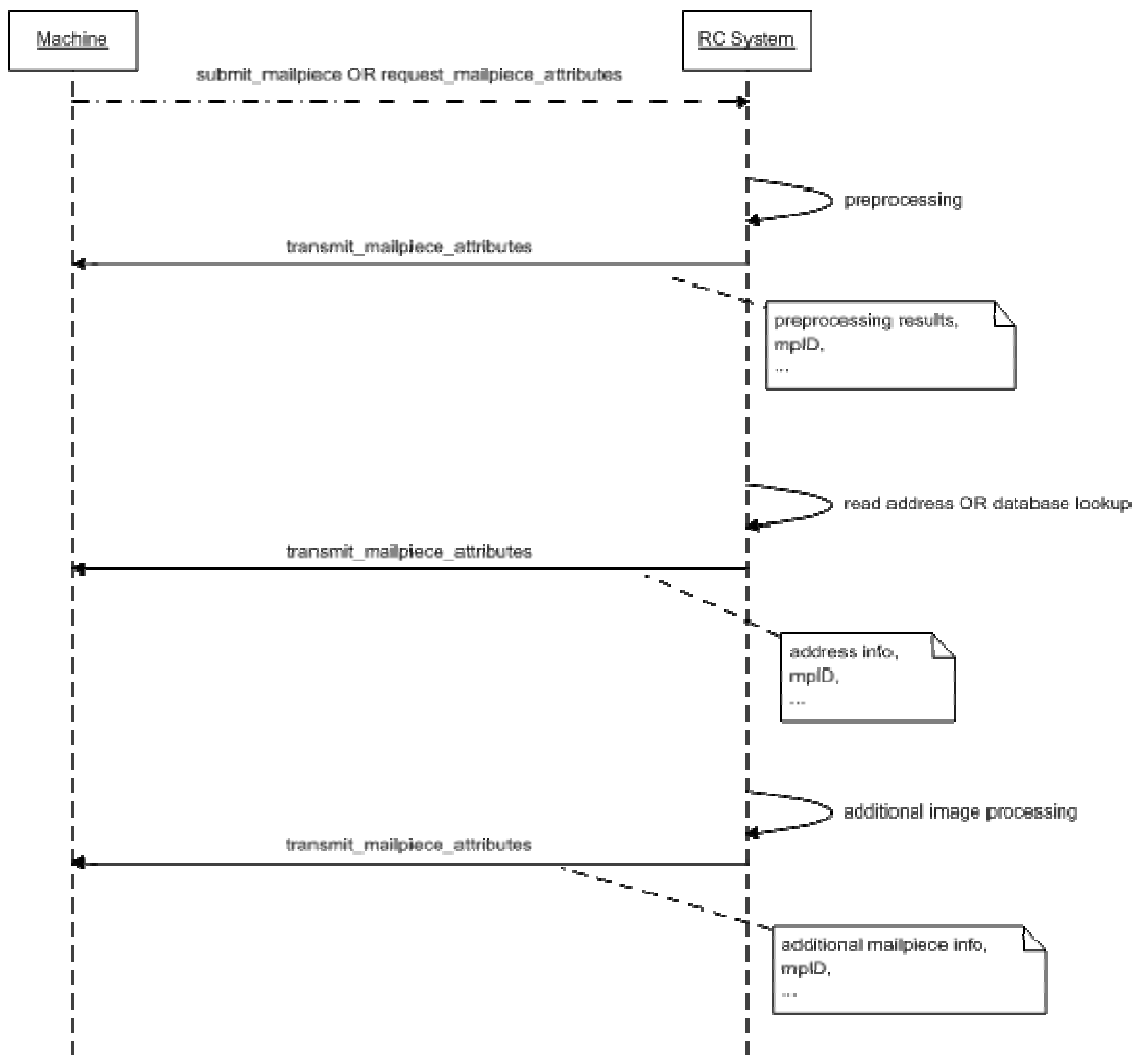 Machine
RC System
submit_mailpiece OR request_mailpiece_attributes
preprocessing
transmit_mailpiece_attributes
preprocessing results,
mpID,
...
read address OR database lookup
transmit_mailpiece_attributes
address info,
mpID,
...
additional image processing
transmit_mailpiece_attributes
additional mailpiece info,
mpID,
...